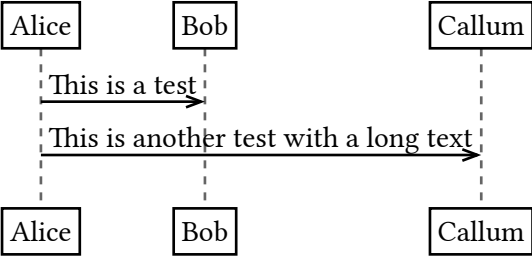 Alice Bob Callum
This is a test
This is another test with a long text
Alice Bob Callum